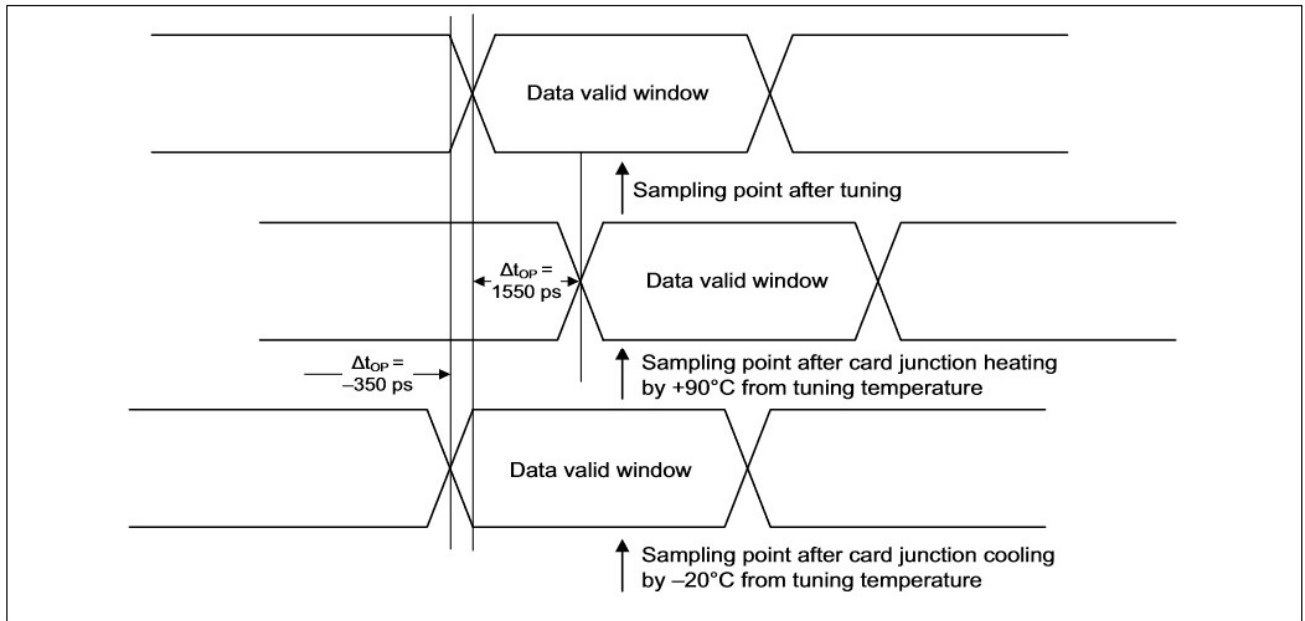 Data valid window
Sampling point after tuning
ΔtOP =
1550 ps
Data valid window
Sampling point after card junction heating
by +90°C from tuning temperature
ΔtOP =
–350 ps
Data valid window
Sampling point after card junction cooling
by –20°C from tuning temperature